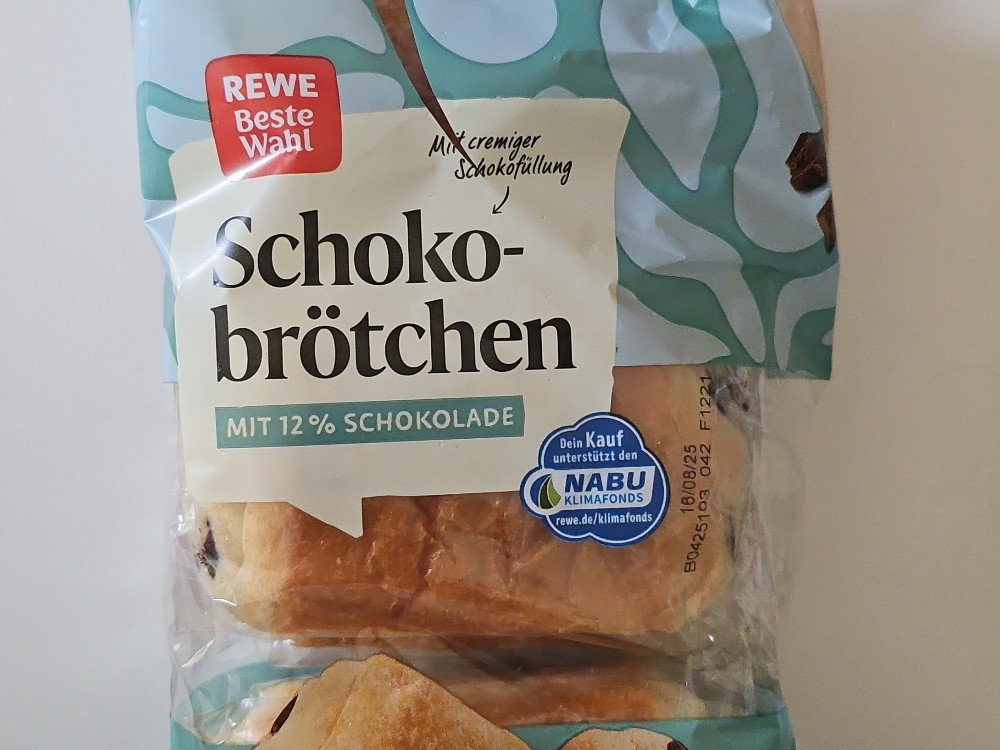 REWE
Beste
Wahl
Mit cremiger
Schokofüllung
Schoko-
brötchen
MIT 12% SCHOKOLADE
Dein Kauf
unterstützt den
NABU
KLIMAFONDS
rewe.de/klimafonds
16/08/25
B0425103 042 F1221